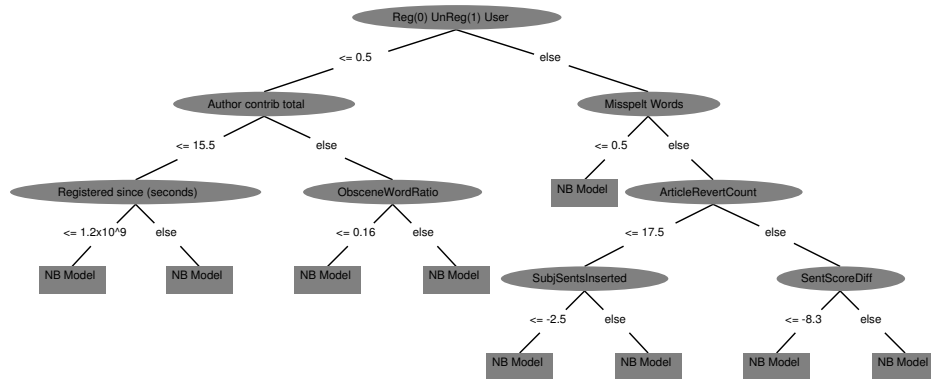 Reg(0) UnReg(1) User
<= 0.5
else
Author contrib total
Misspelt Words
<= 15.5
else
<= 0.5
else
Registered since (seconds)
ObsceneWordRatio
NB Model
ArticleRevertCount
<= 1.2x10^9
else
<= 0.16
else
<= 17.5
else
NB Model
NB Model
NB Model
NB Model
SubjSentsInserted
SentScoreDiff
<= -2.5
else
<= -8.3
else
NB Model
NB Model
NB Model
NB Model